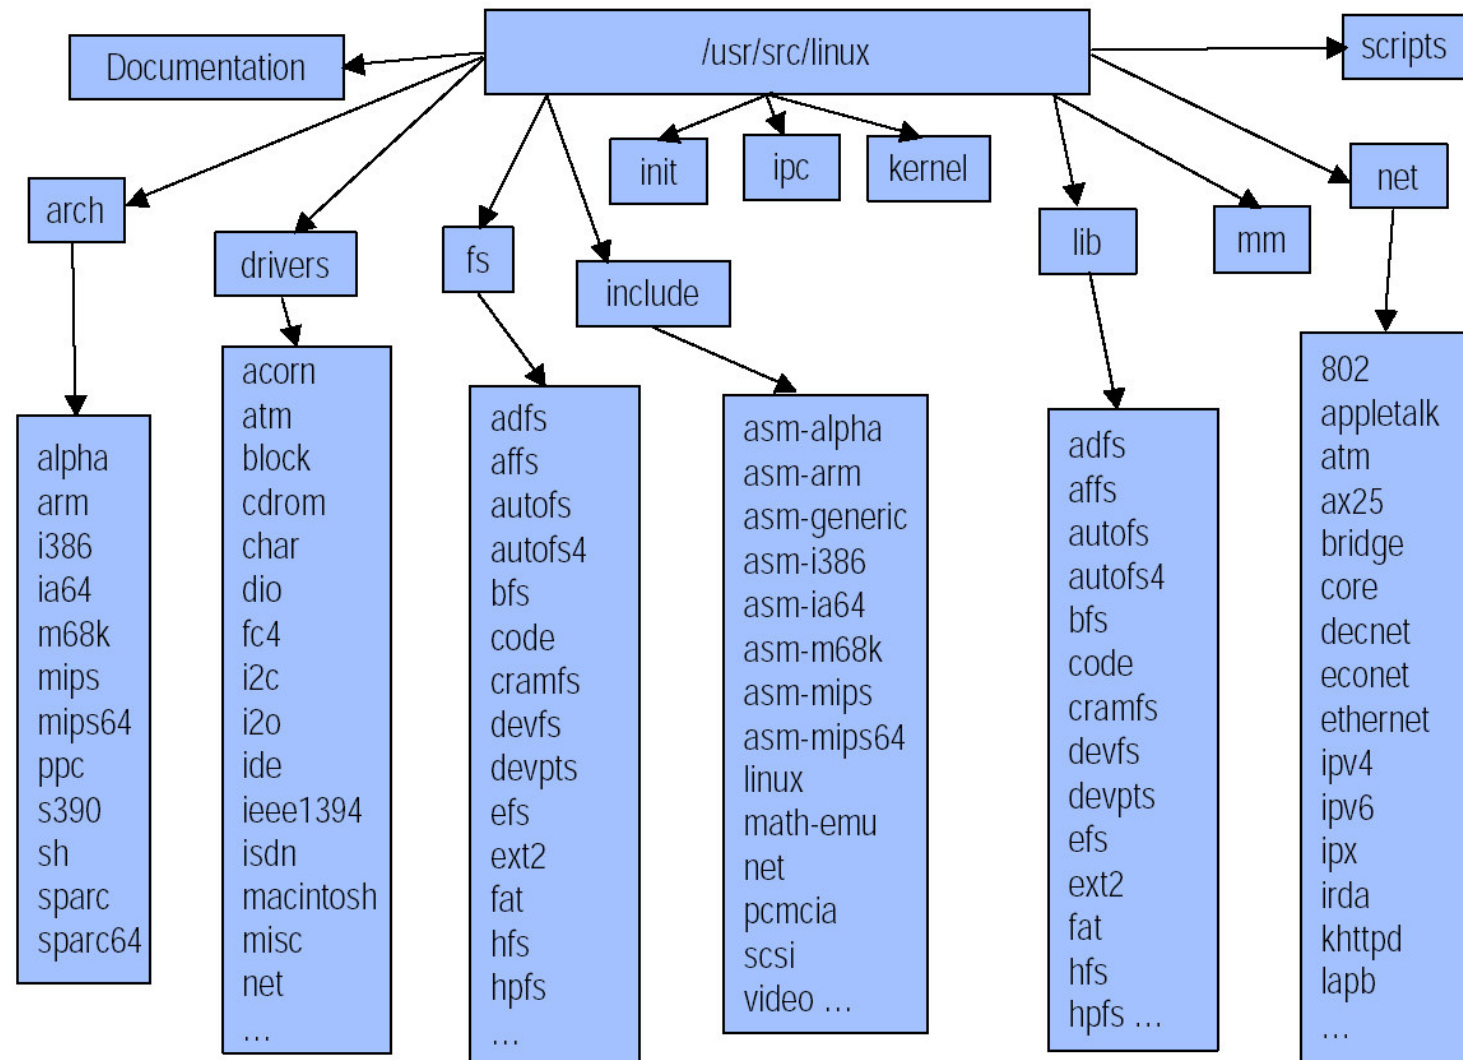 /usr/src/linux
Documentation
scripts
init
ipc
kernel
net
arch
drivers
fs
include
lib
mm
alpha
arm
i386
ia64
m68k
mips
mips64
ppc
s390
sh
sparc
sparc64
acorn
atm
block
cdrom
char
dio
fc4
i2c
i2o
ide
ieee1394
isdn
macintosh
misc
net
...
adfs
affs
autofs
autofs4
bfs
code
cramfs
devfs
devpts
efs
ext2
fat
hfs
hpfs
...
asm-alpha
asm-arm
asm-generic
asm-i386
asm-ia64
asm-m68k
asm-mips
asm-mips64
linux
math-emu
net
pcmcia
scsi
video ...
adfs
affs
autofs
autofs4
bfs
code
cramfs
devfs
devpts
efs
ext2
fat
hfs
hpfs ...
802
appletalk
atm
ax25
bridge
core
decnet
econet
ethernet
ipv4
ipv6
ipx
irda
khttpd
lapb
...